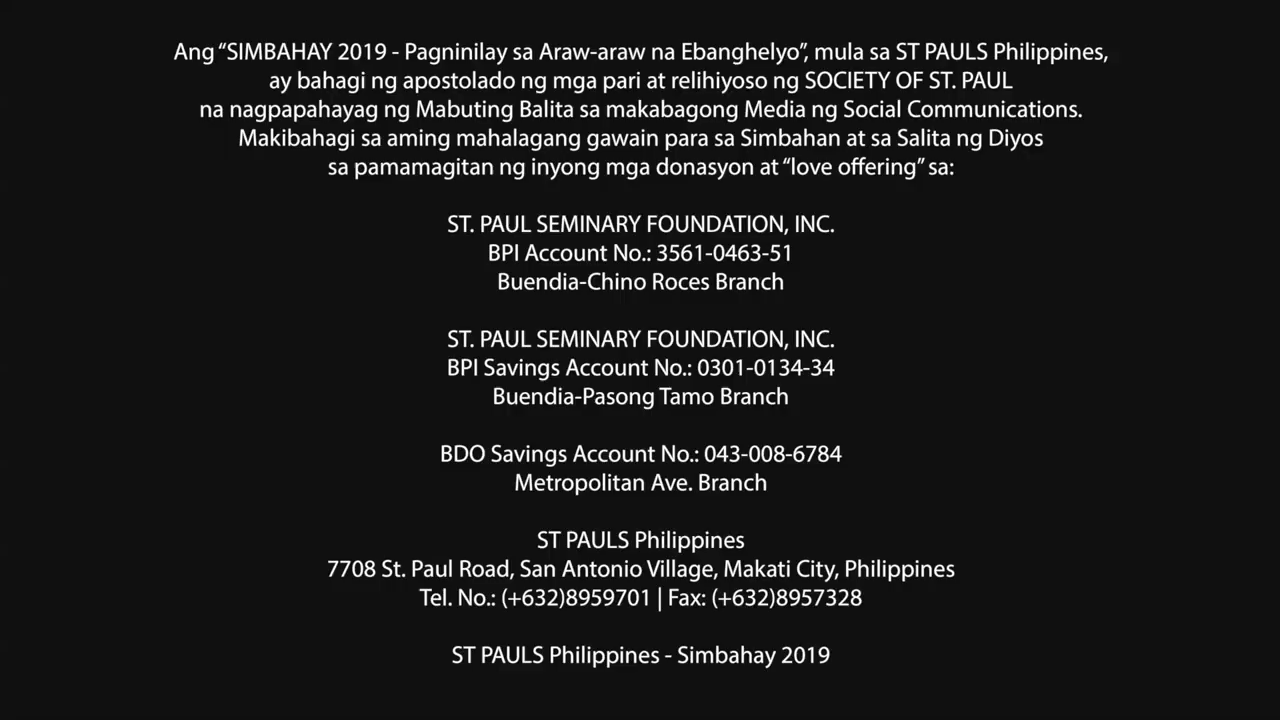 Ang “SIMBAHAY 2019 - Pagninilay sa Araw-araw na Ebanghelyo”, mula sa ST PAULS Philippines,
ay bahagi ng apostolado ng mga pari at relihiyoso ng SOCIETY OF ST. PAUL
na nagpapahayag ng Mabuting Balita sa makabagong Media ng Social Communications.
Makibahagi sa aming mahalagang gawain para sa Simbahan at sa Salita ng Diyos
sa pamamagitan ng inyong mga donasyon at “love offering” sa:
ST. PAUL SEMINARY FOUNDATION, INC.
BPI Account No.: 3561-0463-51
Buendia-Chino Roces Branch
ST. PAUL SEMINARY FOUNDATION, INC.
BPI Savings Account No.: 0301-0134-34
Buendia-Pasong Tamo Branch
BDO Savings Account No.: 043-008-6784
Metropolitan Ave. Branch
ST PAULS Philippines
7708 St. Paul Road, San Antonio Village, Makati City, Philippines
Tel. No.: (+632)8959701 | Fax: (+632)8957328
ST PAULS Philippines - Simbahay 2019